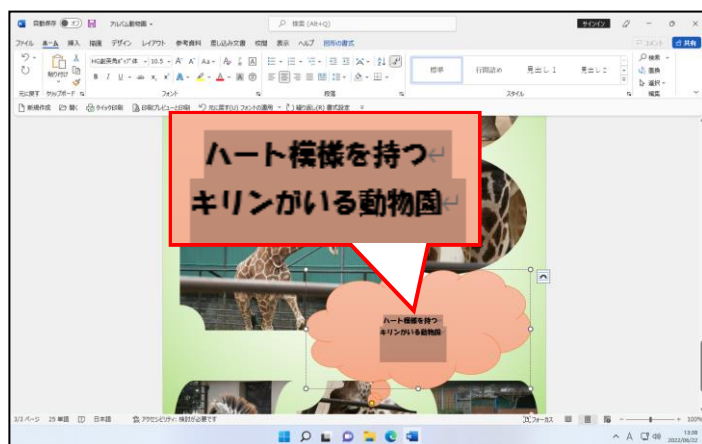 自動保存
オフ
アルバム動物園
検索 (Alt+Q)
サインイン
ファイル ホーム 挿入 描画 デザイン レイアウト 参考資料 差し込み文書 校閲 表示 ヘルプ 図形の書式
コメント 共有
10.5
貼り付け
標準 行間詰め 見出し 1 見出し 2
検索
置換
選択
元に戻す クリップボード フォント 段落 スタイル 編集
新規作成 開く クイック印刷 印刷プレビューと印刷 元に戻す(U) フォントの適用 繰り返し(R) 書式設定
ハート模様を持つ
キリンがいる動物園
ハート模様を持つ
キリンがいる動物園
3/3 ページ 25 単語 日本語 アクセシビリティ: 検討が必要です
フォーカス
100%
A
13:08
2022/06/22